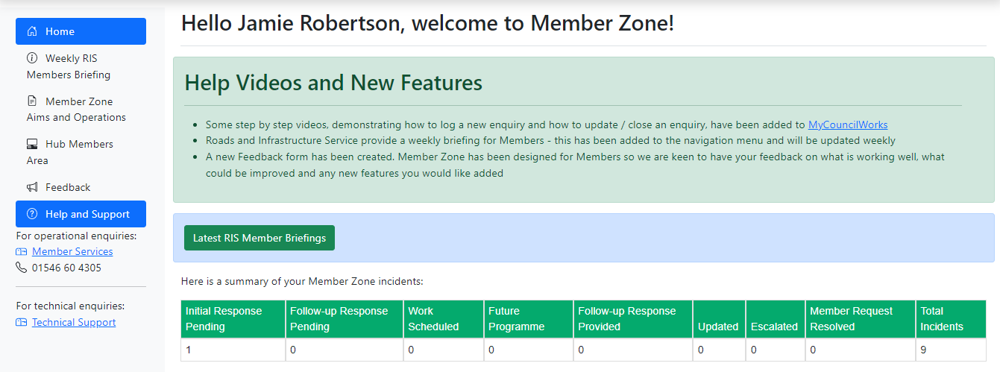 Home
Weekly RIS
Members Briefing
Member Zone
Aims and Operations
Hub Members
Area
Feedback
Help and Support
For operational enquiries:
Member Services
01546 60 4305
For technical enquiries:
Technical Support
Hello Jamie Robertson, welcome to Member Zone!
Help Videos and New Features
Some step by step videos, demonstrating how to log a new enquiry and how to update / close an enquiry, have been added to MyCouncilWorks
Roads and Infrastructure Service provide a weekly briefing for Members - this has been added to the navigation menu and will be updated weekly
A new Feedback form has been created. Member Zone has been designed for Members so we are keen to have your feedback on what is working well, what
could be improved and any new features you would like added
Latest RIS Member Briefings
Here is a summary of your Member Zone incidents:
Initial Response Pending
Follow-up Response Pending
Work Scheduled
Future Programme
Follow-up Response Provided
Updated
Escalated
Member Request Resolved
Total Incidents
1 0 0 0 0 0 0 0 9